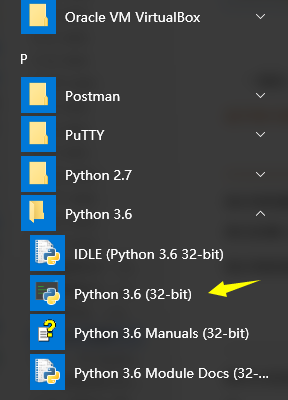 Oracle VM VirtualBox
P
Postman
PuTTY
Python 2.7
Python 3.6
IDLE (Python 3.6 32-bit)
Python 3.6 (32-bit)
Python 3.6 Manuals (32-bit)
Python 3.6 Module Docs (32-...